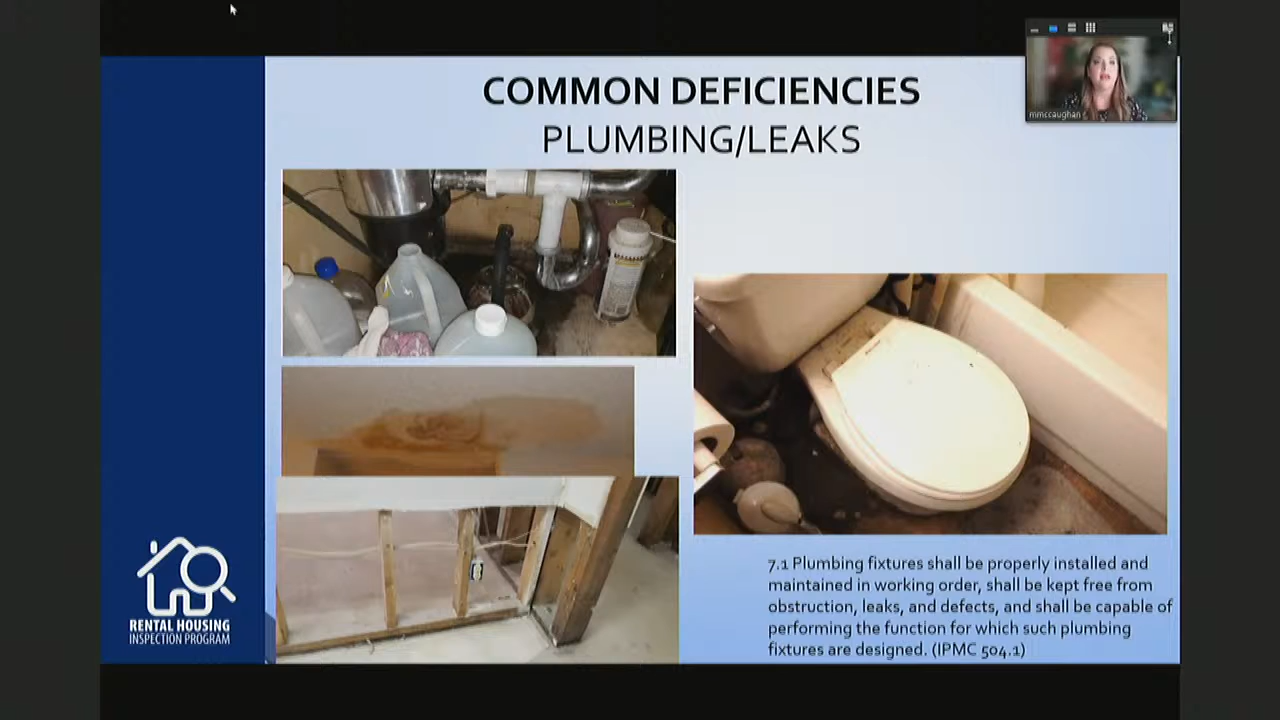 COMMON DEFICIENCIES
PLUMBING/LEAKS
mmccaughan
7.1 Plumbing fixtures shall be properly installed and
maintained in working order, shall be kept free from
obstruction, leaks, and defects, and shall be capable of
performing the function for which such plumbing
fixtures are designed. (IPMC 504.1)
RENTAL HOUSING
INSPECTION PROGRAM